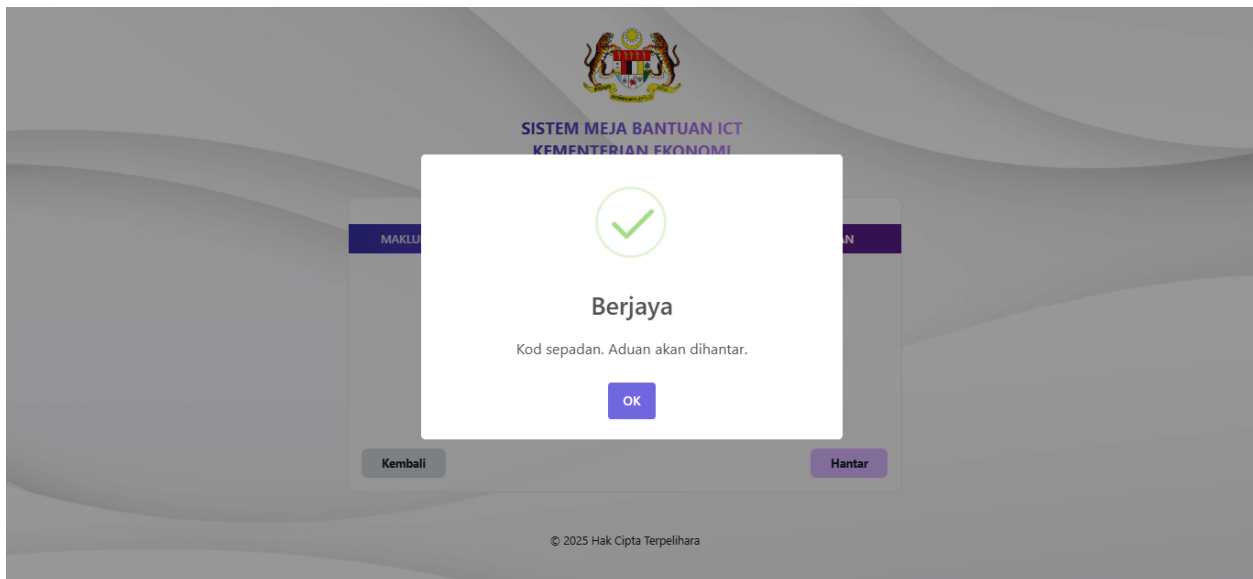 SISTEM MEJA BANTUAN ICT
KEMENTERIAN EKONOMI
Berjaya
Kod sepadan. Aduan akan dihantar.
OK
Kembali
Hantar
© 2025 Hak Cipta Terpelihara